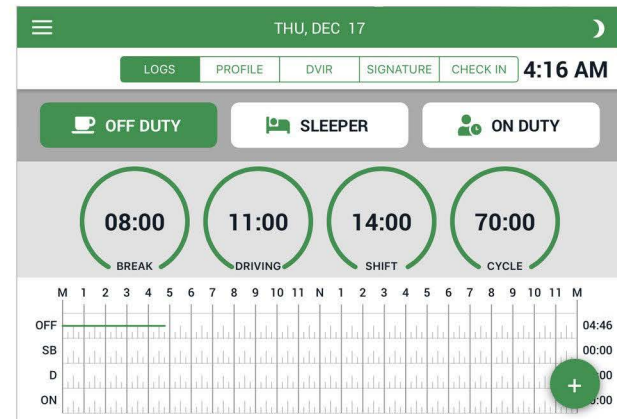 THU, DEC 17
LOGS PROFILE DVIR SIGNATURE CHECK IN 4:16 AM
OFF DUTY SLEEPER ON DUTY
08:00 11:00 14:00 70:00
BREAK DRIVING SHIFT CYCLE
M 1 2 3 4 5 6 7 8 9 10 11 N 1 2 3 4 5 6 7 8 9 10 11 M
OFF 04:46
SB 00:00
D
ON
+